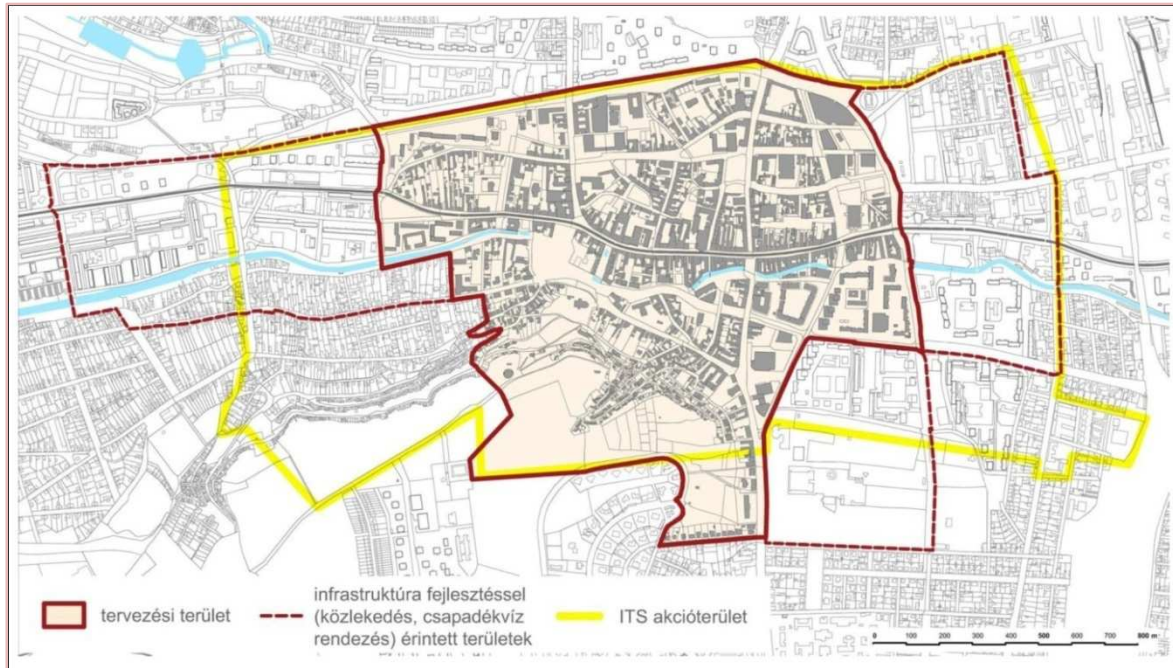 tervezési terület
infrastruktúra fejlesztéssel
(közlekedés, csapadékvíz
rendezés) érintett területek
ITS akcióterület
0 100 200 300 400 500 600 700 800 m